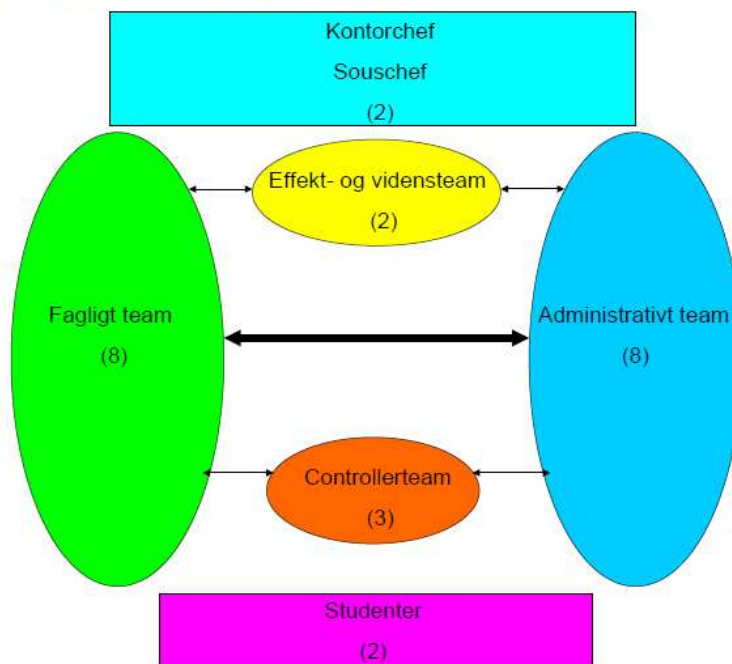 Kontorchef
Souschef
(2)
Effekt- og vidensteam
(2)
Fagligt team
(8)
Administrativt team
(8)
Controllerteam
(3)
Studenter
(2)